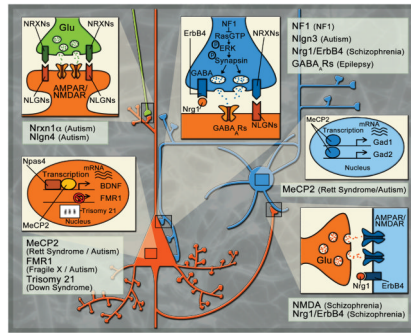 Glu
NRXNs
NRXNs
AMPAR/
NMDAR
NLGNs
NLGNs
Nrxn1α (Autism)
Nlgn4 (Autism)
NF1
RasGTP
P
ERK
P
Synapsin
ErbB4
GABA
NRXNs
Nrg1
GABAARs
NLGNs
NF1 (NF1)
Nlgn3 (Autism)
Nrg1/ErbB4 (Schizophrenia)
GABAARs (Epilepsy)
MeCP2
mRNA
Transcription
Gad1
Gad2
Nucleus
MeCP2 (Rett Syndrome/Autism)
Npas4
mRNA
Transcription
BDNF
FMR1
Trisomy 21
Nucleus
MeCP2
MeCP2
(Rett Syndrome / Autism)
FMR1
(Fragile X / Autism)
Trisomy 21
(Down Syndrome)
AMPAR/
NMDAR
Glu
Nrg1
ErbB4
NMDA (Schizophrenia)
Nrg1/ErbB4 (Schizophrenia)